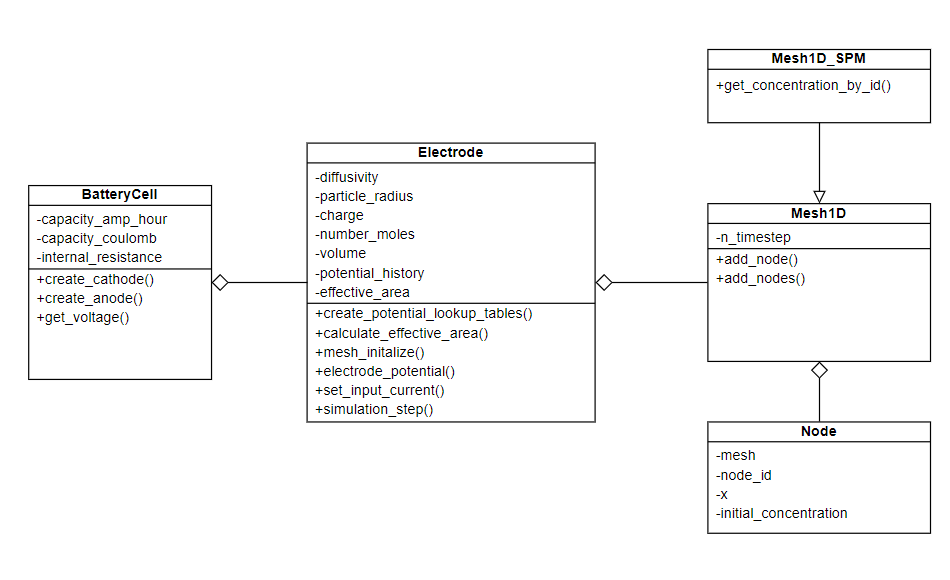 BatteryCell
-capacity_amp_hour
-capacity_coulomb
-internal_resistance
+create_cathode()
+create_anode()
+get_voltage()
Electrode
-diffusivity
-particle_radius
-charge
-number_moles
-volume
-potential_history
-effective_area
+create_potential_lookup_tables()
+calculate_effective_area()
+mesh_initalize()
+electrode_potential()
+set_input_current()
+simulation_step()
Mesh1D_SPM
+get_concentration_by_id()
Mesh1D
-n_timestep
+add_node()
+add_nodes()
Node
-mesh
-node_id
-x
-initial_concentration